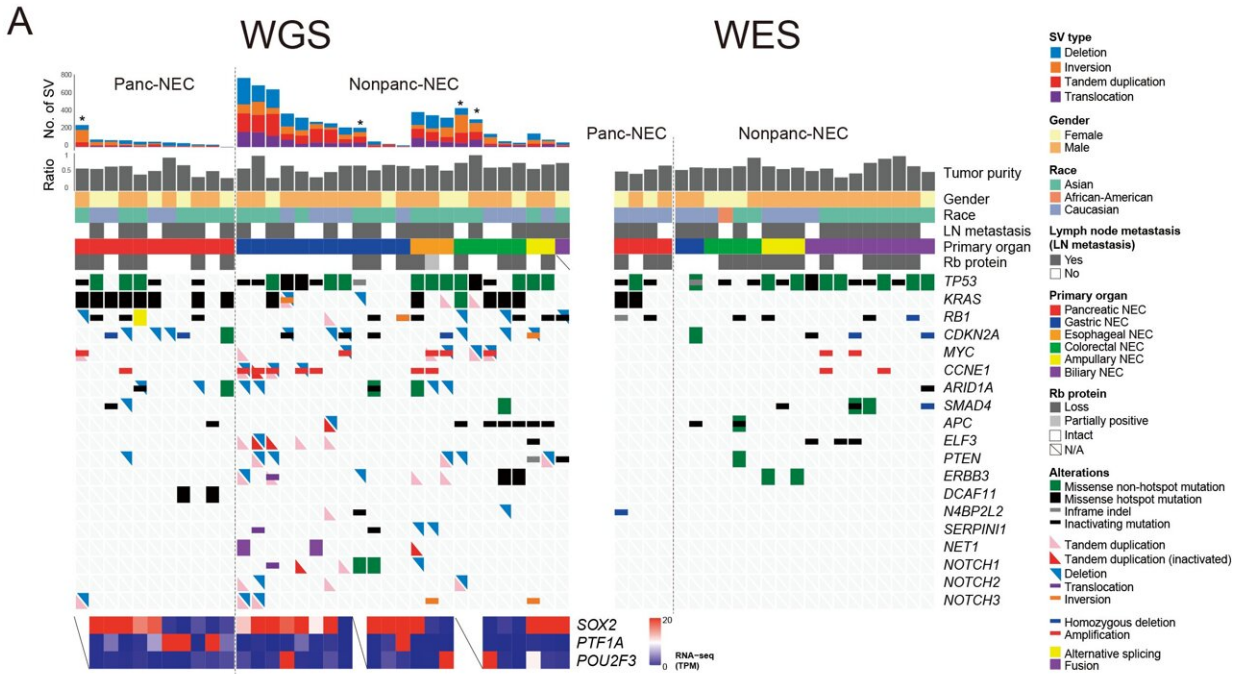 A
WGS
WES
Panc-NEC
Nonpanc-NEC
No. of SV
800
600
400
200
0
*
*
*
*
Panc-NEC
Nonpanc-NEC
Ratio
1
0.5
0
Tumor purity
Gender
Race
LN metastasis
Primary organ
Rb protein
TP53
KRAS
RB1
CDKN2A
MYC
CCNE1
ARID1A
SMAD4
APC
ELF3
PTEN
ERBB3
DCAF11
N4BP2L2
SERPINI1
NET1
NOTCH1
NOTCH2
NOTCH3
SOX2
PTF1A
POU2F3
20
0
RNA-seq
(TPM)
SV type
Deletion
Inversion
Tandem duplication
Translocation
Gender
Female
Male
Race
Asian
African-American
Caucasian
Lymph node metastasis
(LN metastasis)
Yes
No
Primary organ
Pancreatic NEC
Gastric NEC
Esophageal NEC
Colorectal NEC
Ampullary NEC
Biliary NEC
Rb protein
Loss
Partially positive
Intact
N/A
Alterations
Missense non-hotspot mutation
Missense hotspot mutation
Inframe indel
Inactivating mutation
Tandem duplication
Tandem duplication (inactivated)
Deletion
Translocation
Inversion
Homozygous deletion
Amplification
Alternative splicing
Fusion